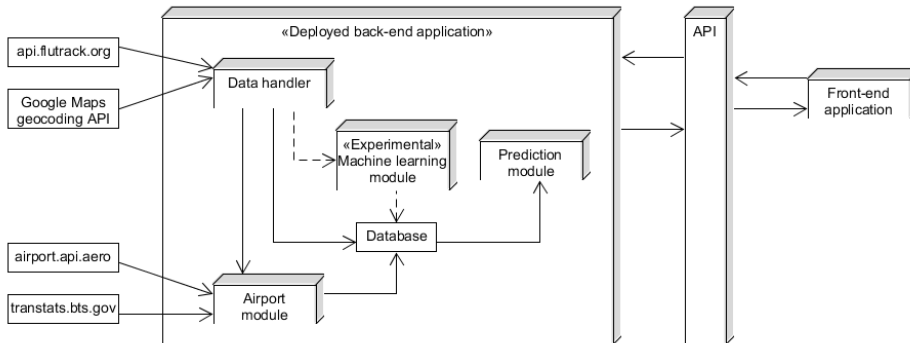 «Deployed back-end application»
API
api.flutrack.org
Data handler
Google Maps
geocoding API
Front-end
application
«Experimental»
Machine learning
module
Prediction
module
Database
airport.api.aero
transtats.bts.gov
Airport
module